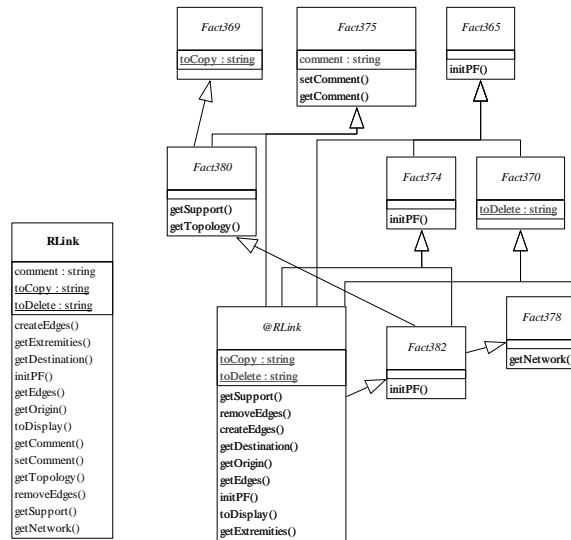 Fact369
toCopy : string
Fact375
comment : string
setComment()
getComment()
Fact365
initPF()
Fact380
getSupport()
getTopology()
Fact374
initPF()
Fact370
toDelete : string
RLink
comment : string
toCopy : string
toDelete : string
createEdges()
getExtremities()
getDestination()
initPF()
getEdges()
getOrigin()
toDisplay()
getComment()
setComment()
getTopology()
removeEdges()
getSupport()
getNetwork()
@RLink
toCopy : string
toDelete : string
getSupport()
removeEdges()
createEdges()
getDestination()
getOrigin()
getEdges()
initPF()
toDisplay()
getExtremities()
Fact382
initPF()
Fact378
getNetwork()